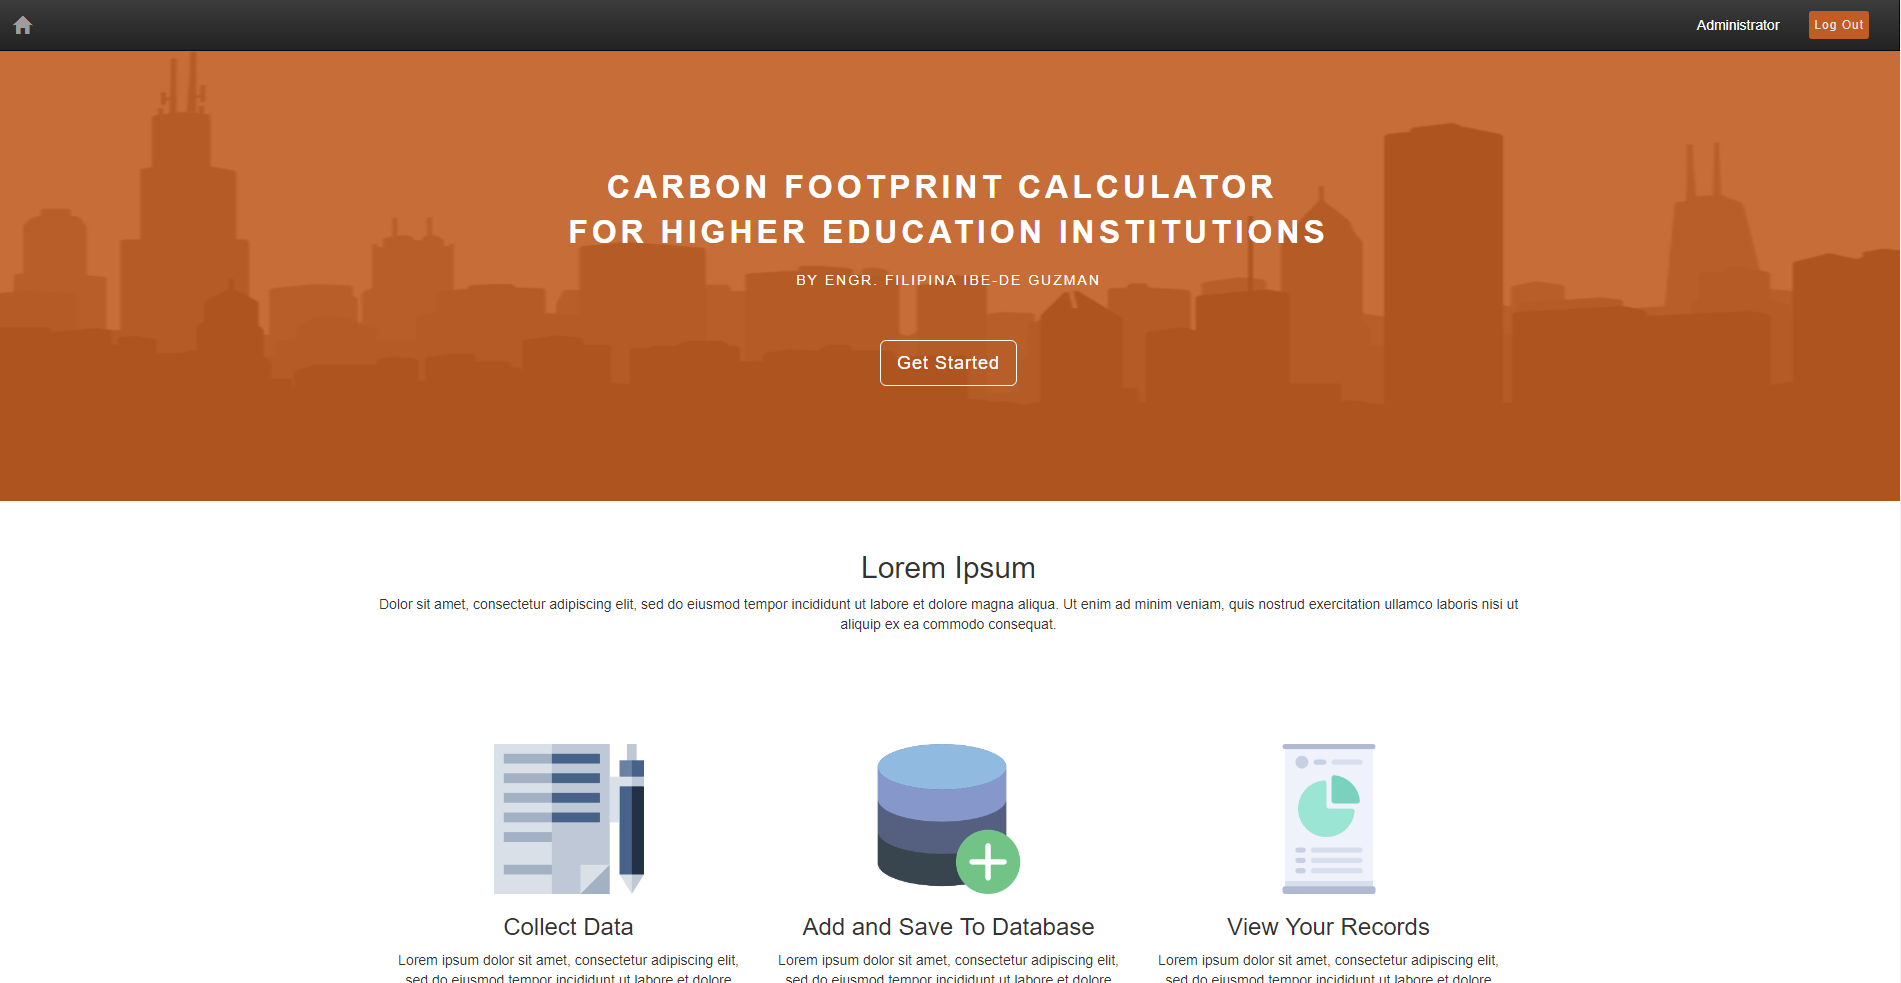 Administrator
Log Out
CARBON FOOTPRINT CALCULATOR
FOR HIGHER EDUCATION INSTITUTIONS
BY ENGR. FILIPINA IBE-DE GUZMAN
Get Started
Lorem Ipsum
Dolor sit amet, consectetur adipiscing elit, sed do eiusmod tempor incididunt ut labore et dolore magna aliqua. Ut enim ad minim veniam, quis nostrud exercitation ullamco laboris nisi ut
aliquip ex ea commodo consequat.
Collect Data
Lorem ipsum dolor sit amet, consectetur adipiscing elit,
sed do eiusmod tempor incididunt ut labore et dolore
Add and Save To Database
Lorem ipsum dolor sit amet, consectetur adipiscing elit,
sed do eiusmod tempor incididunt ut labore et dolore
View Your Records
Lorem ipsum dolor sit amet, consectetur adipiscing elit,
sed do eiusmod tempor incididunt ut labore et dolore